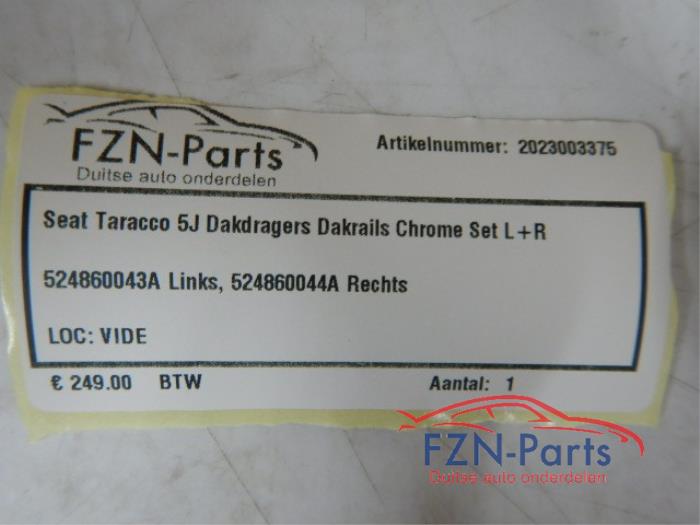 FZN-Parts
Duitse auto onderdelen
Artikelnummer: 2023003375
Seat Taracco 5J Dakdragers Dakrails Chrome Set L+R
524860043A Links, 524860044A Rechts
LOC: VIDE
€ 249.00 BTW Aantal: 1
FZN-Parts
Duitse auto onderdelen